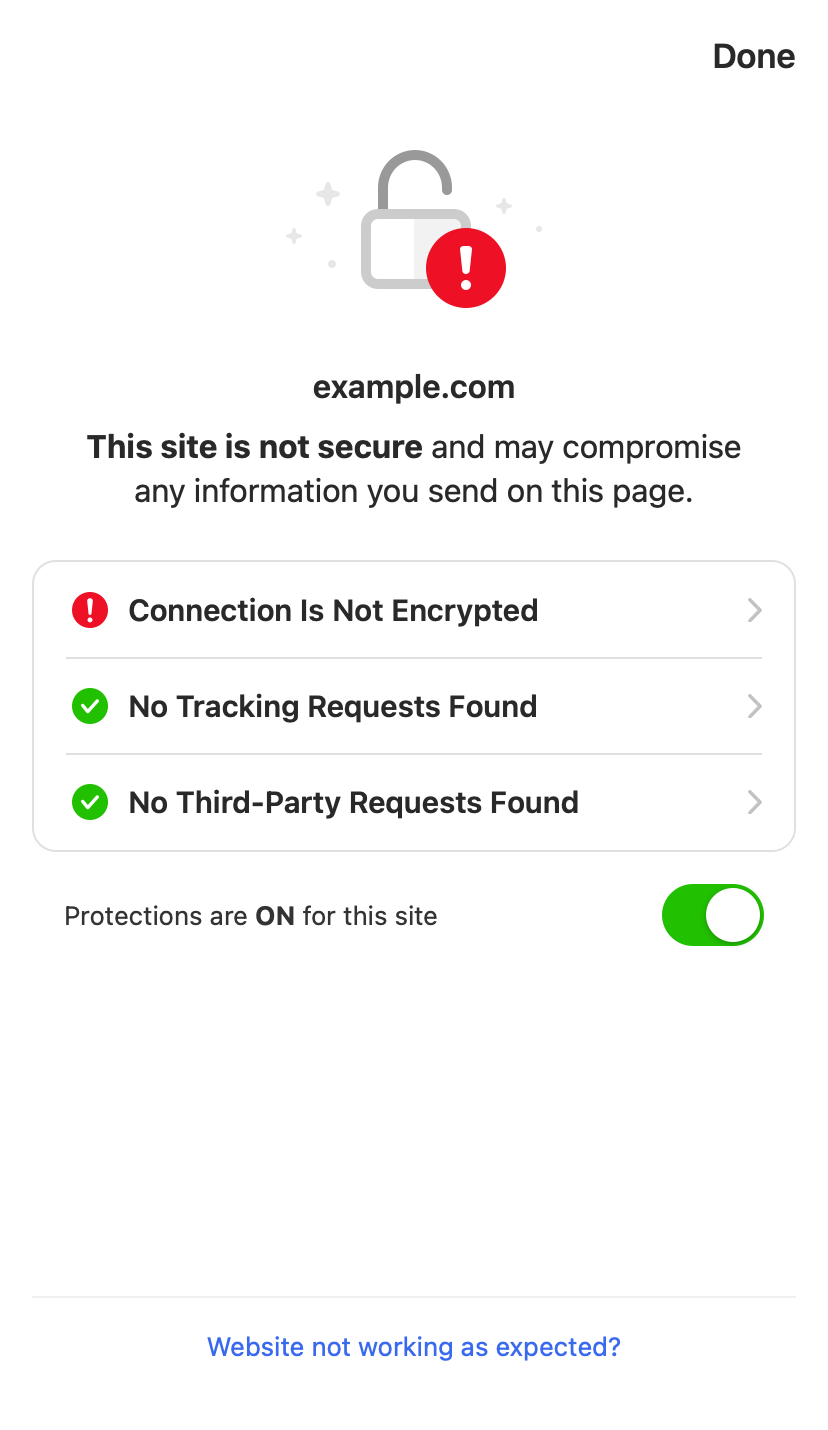 Done
example.com
This site is not secure and may compromise
any information you send on this page.
Connection Is Not Encrypted
No Tracking Requests Found
No Third-Party Requests Found
Protections are ON for this site
Website not working as expected?